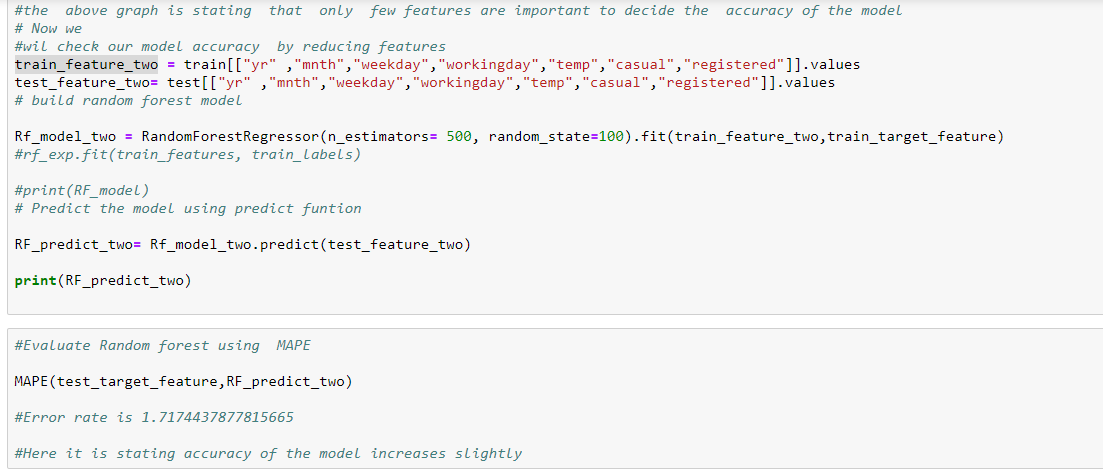 #the above graph is stating that only few features are important to decide the accuracy of the model
# Now we
#wil check our model accuracy by reducing features
train_feature_two = train[["yr" ,"mnth","weekday","workingday","temp","casual","registered"]].values
test_feature_two= test[["yr" ,"mnth","weekday","workingday","temp","casual","registered"]].values
# build random forest model
Rf_model_two = RandomForestRegressor(n_estimators= 500, random_state=100).fit(train_feature_two,train_target_feature)
#rf_exp.fit(train_features, train_labels)
#print(RF_model)
# Predict the model using predict funtion
RF_predict_two= Rf_model_two.predict(test_feature_two)
print(RF_predict_two)
#Evaluate Random forest using MAPE
MAPE(test_target_feature,RF_predict_two)
#Error rate is 1.7174437877815665
#Here it is stating accuracy of the model increases slightly